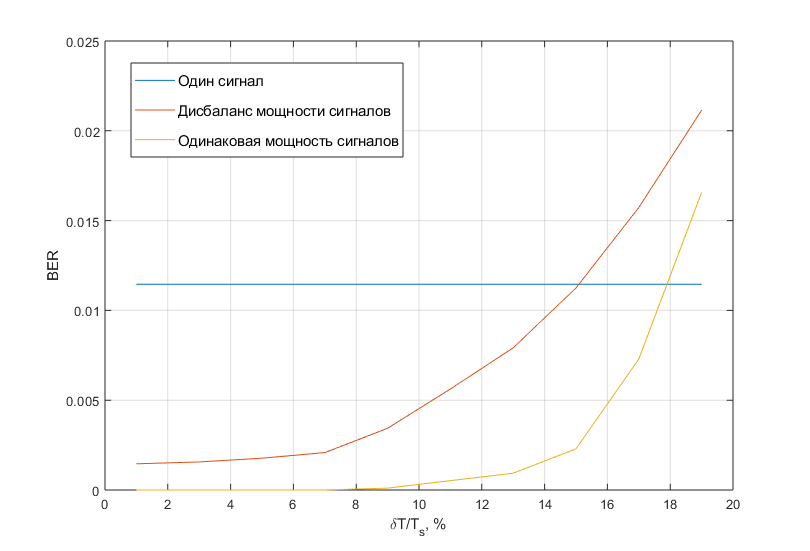 0.025
0.02
0.015
0.01
0.005
0
BER
Один сигнал
Дисбаланс мощности сигналов
Одинаковая мощность сигналов
0 2 4 6 8 10 12 14 16 18 20
δT/Ts, %